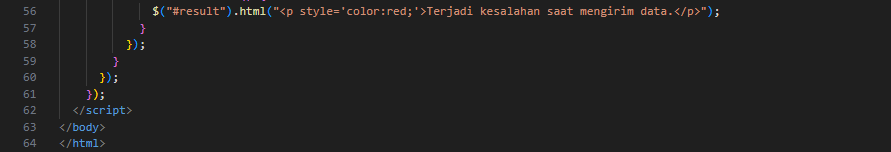 56 $("#result").html("<p style='color:red;'>Terjadi kesalahan saat mengirim data.</p>");
57 }
58 });
59 }
60 });
61 });
62 </script>
63 </body>
64 </html>